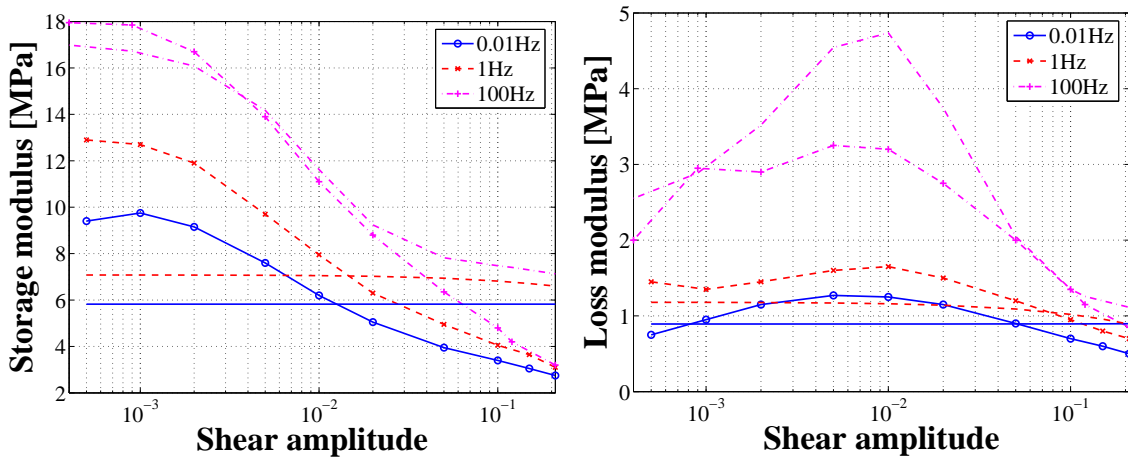 18
16
14
12
10
8
6
4
2
Storage modulus [MPa]
0.01Hz
1Hz
100Hz
10⁻³
10⁻²
10⁻¹
Shear amplitude
5
4
3
2
1
0
Loss modulus [MPa]
0.01Hz
1Hz
100Hz
10⁻³
10⁻²
10⁻¹
Shear amplitude